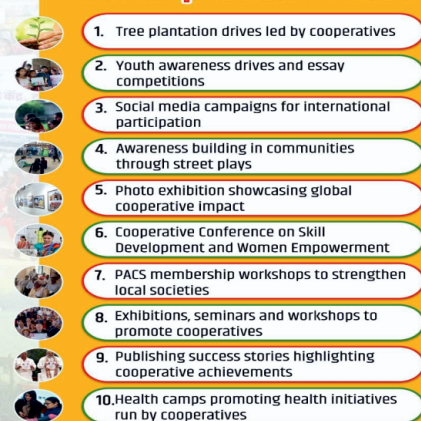 1. Tree plantation drives led by cooperatives
2. Youth awareness drives and essay
competitions
3. Social media campaigns for international
participation
4. Awareness building in communities
through street plays
5. Photo exhibition showcasing global
cooperative impact
6. Cooperative Conference on Skill
Development and Women Empowerment
7. PACS membership workshops to strengthen
local societies
8. Exhibitions, seminars and workshops to
promote cooperatives
9. Publishing success stories highlighting
cooperative achievements
10.Health camps promoting health initiatives
run by cooperatives